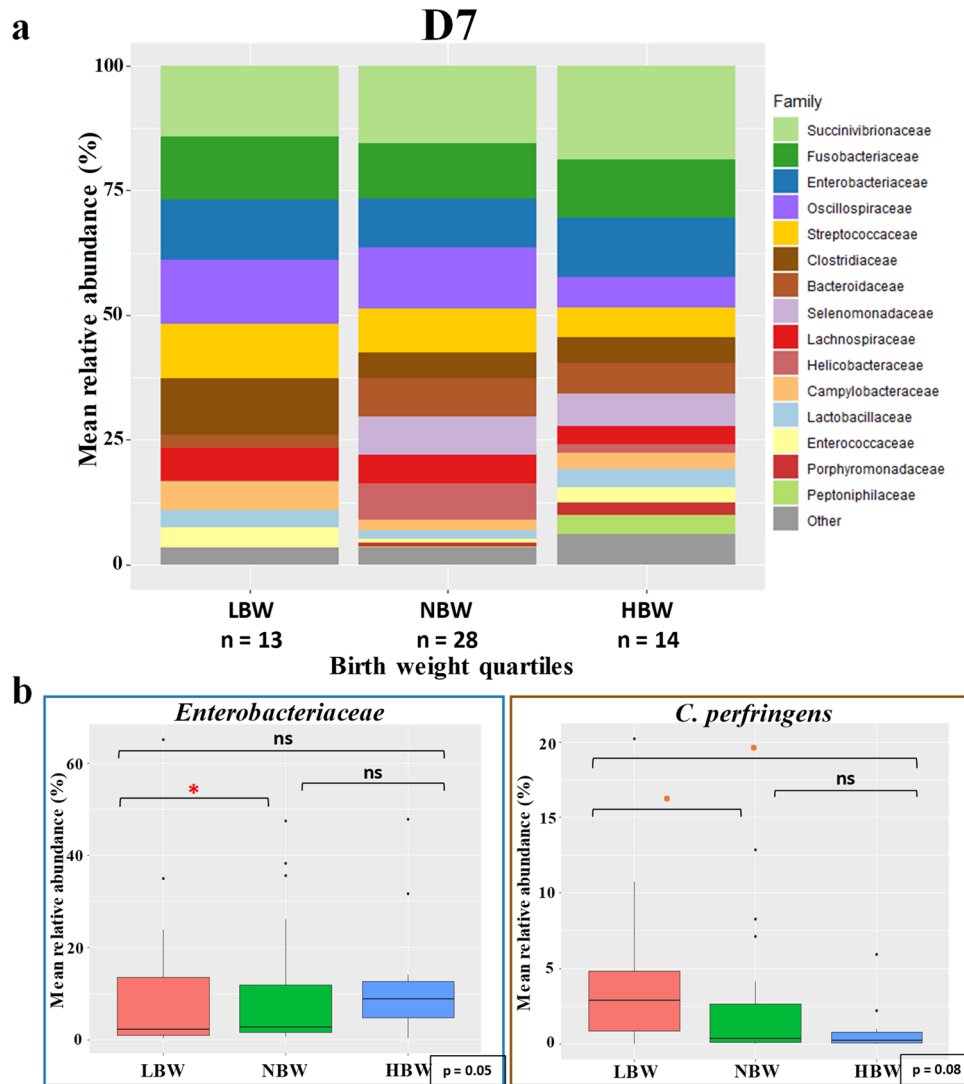 a
D7
Mean relative abundance (%)
100
75
50
25
0
LBW
n = 13
NBW
n = 28
HBW
n = 14
Birth weight quartiles
Family
Succinivibrionaceae
Fusobacteriaceae
Enterobacteriaceae
Oscillospiraceae
Streptococcaceae
Clostridiaceae
Bacteroidaceae
Selenomonadaceae
Lachnospiraceae
Helicobacteraceae
Campylobacteraceae
Lactobacillaceae
Enterococcaceae
Porphyromonadaceae
Peptoniphilaceae
Other
b
Enterobacteriaceae
Mean relative abundance (%)
60
40
20
0
ns
ns
*
LBW
NBW
HBW
p = 0.05
C. perfringens
Mean relative abundance (%)
20
15
10
5
0
ns
LBW
NBW
HBW
p = 0.08